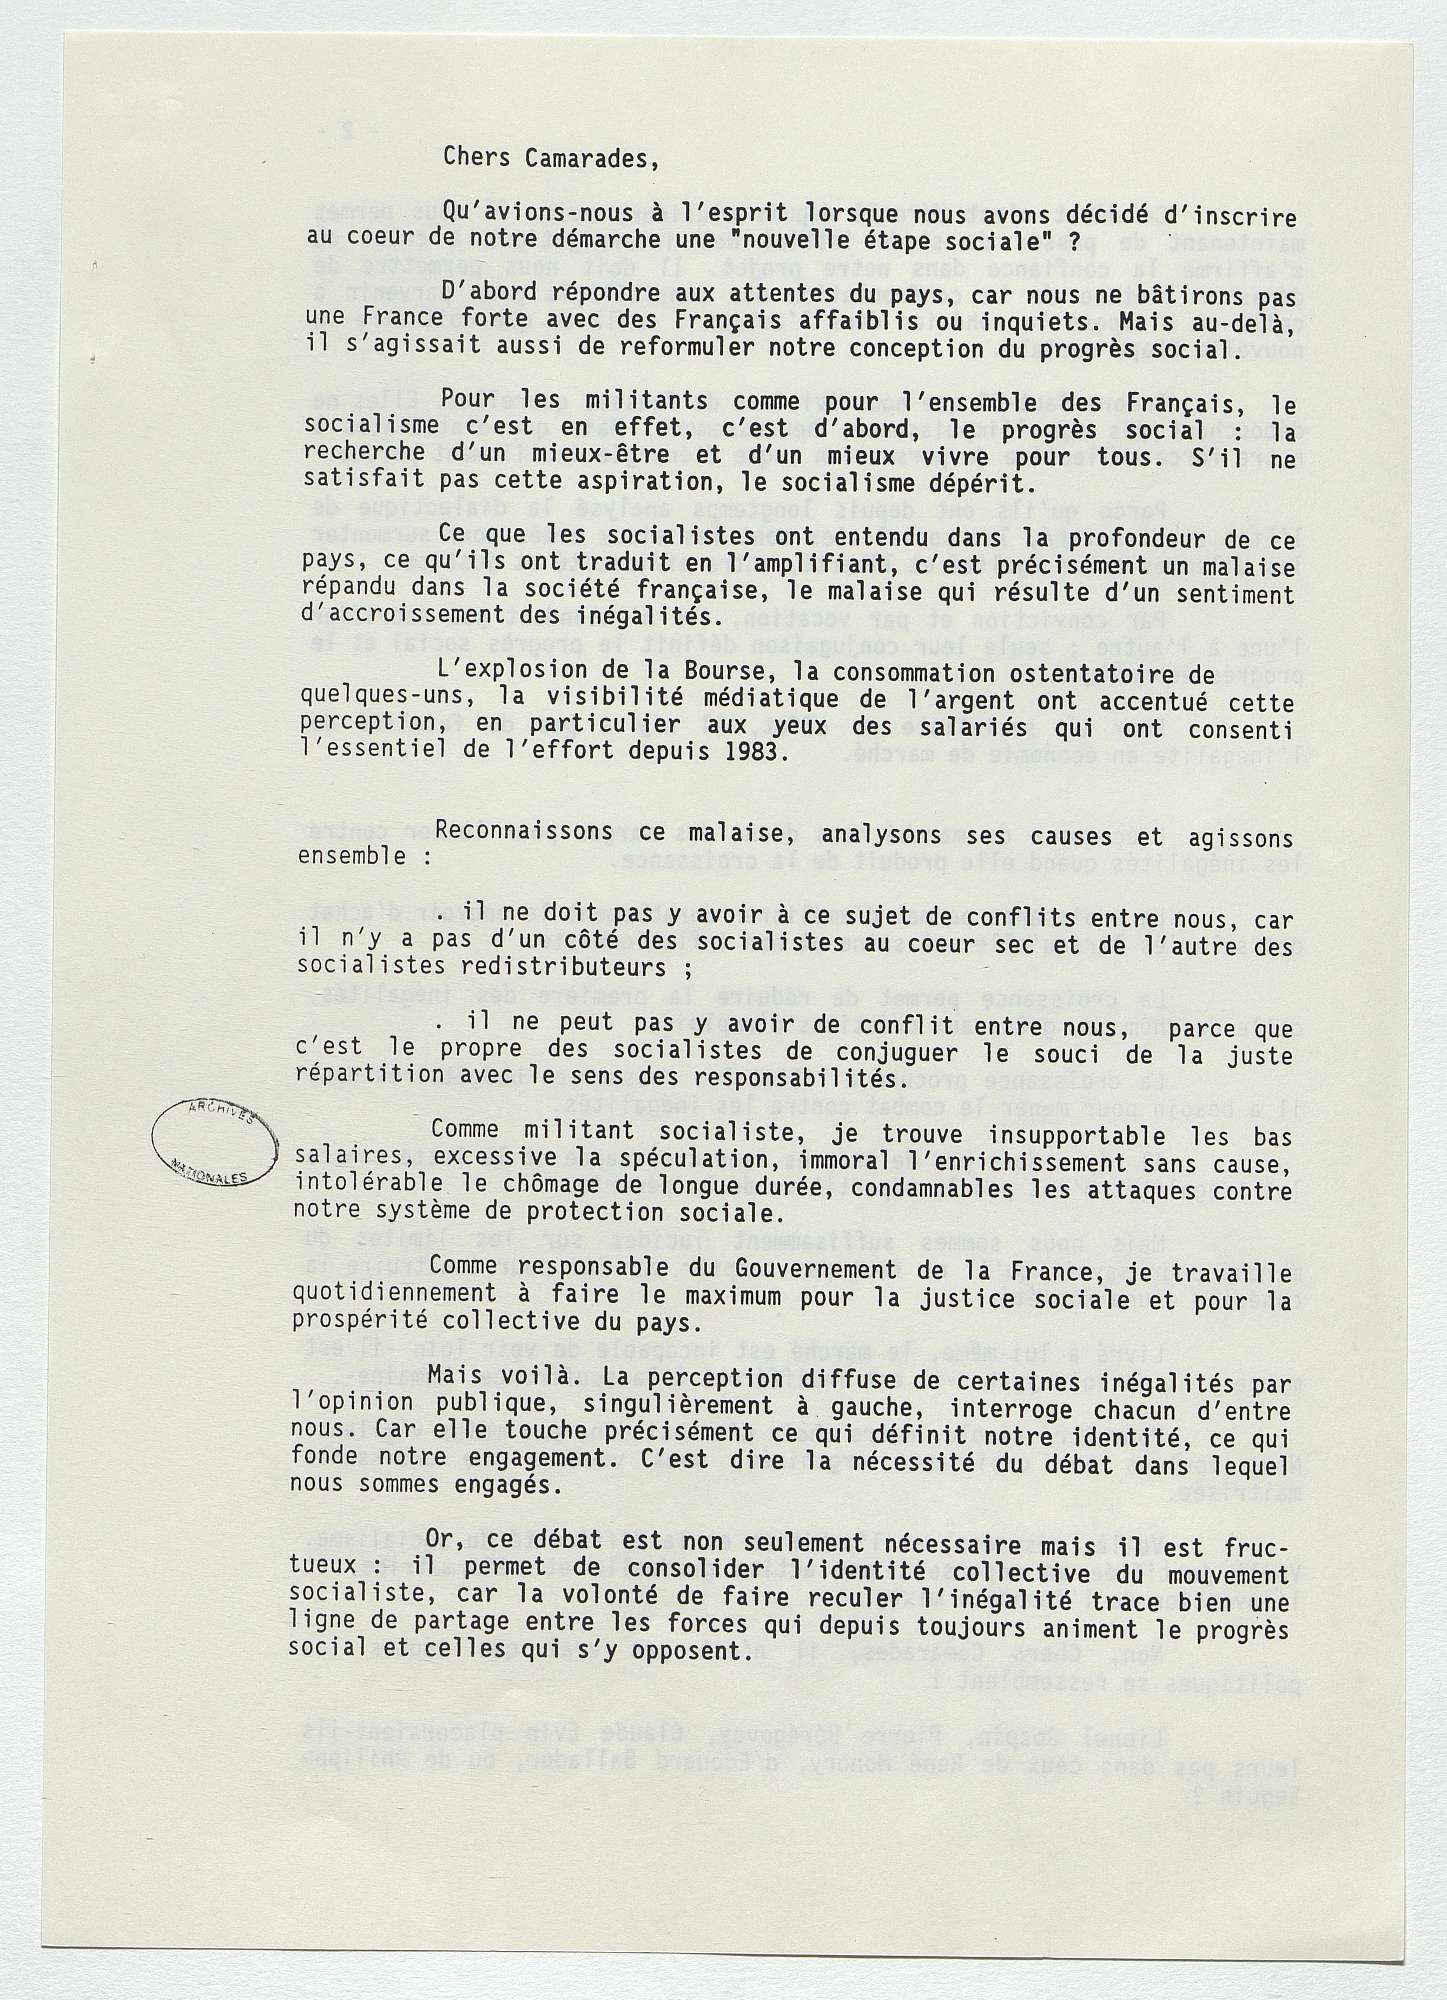 Chers Camarades,
Qu'avions-nous à l'esprit lorsque nous avons décidé d'inscrire
au coeur de notre démarche une "nouvelle étape sociale" ?
D'abord répondre aux attentes du pays, car nous ne bâtirons pas
une France forte avec des Français affaiblis ou inquiets. Mais au-delà,
il s'agissait aussi de reformuler notre conception du progrès social.
Pour les militants comme pour l'ensemble des Français, le
socialisme c'est en effet, c'est d'abord, le progrès social : la
recherche d'un mieux-être et d'un mieux vivre pour tous. S'il ne
satisfait pas cette aspiration, le socialisme dépérit.
Ce que les socialistes ont entendu dans la profondeur de ce
pays, ce qu'ils ont traduit en l'amplifiant, c'est précisément un malaise
répandu dans la société française, le malaise qui résulte d'un sentiment
d'accroissement des inégalités.
L'explosion de la Bourse, la consommation ostentatoire de
quelques-uns, la visibilité médiatique de l'argent ont accentué cette
perception, en particulier aux yeux des salariés qui ont consenti
l'essentiel de l'effort depuis 1983.
Reconnaissons ce malaise, analysons ses causes et agissons
ensemble :
. il ne doit pas y avoir à ce sujet de conflits entre nous, car
il n'y a pas d'un côté des socialistes au coeur sec et de l'autre des
socialistes redistributeurs ;
. il ne peut pas y avoir de conflit entre nous, parce que
c'est le propre des socialistes de conjuguer le souci de la juste
répartition avec le sens des responsabilités.
ARCHIVES
NATIONALES
Comme militant socialiste, je trouve insupportable les bas
salaires, excessive la spéculation, immoral l'enrichissement sans cause,
intolérable le chômage de longue durée, condamnables les attaques contre
notre système de protection sociale.
Comme responsable du Gouvernement de la France, je travaille
quotidiennement à faire le maximum pour la justice sociale et pour la
prospérité collective du pays.
Mais voilà. La perception diffuse de certaines inégalités par
l'opinion publique, singulièrement à gauche, interroge chacun d'entre
nous. Car elle touche précisément ce qui définit notre identité, ce qui
fonde notre engagement. C'est dire la nécessité du débat dans lequel
nous sommes engagés.
Or, ce débat est non seulement nécessaire mais il est fruc-
tueux : il permet de consolider l'identité collective du mouvement
socialiste, car la volonté de faire reculer l'inégalité trace bien une
ligne de partage entre les forces qui depuis toujours animent le progrès
social et celles qui s'y opposent.